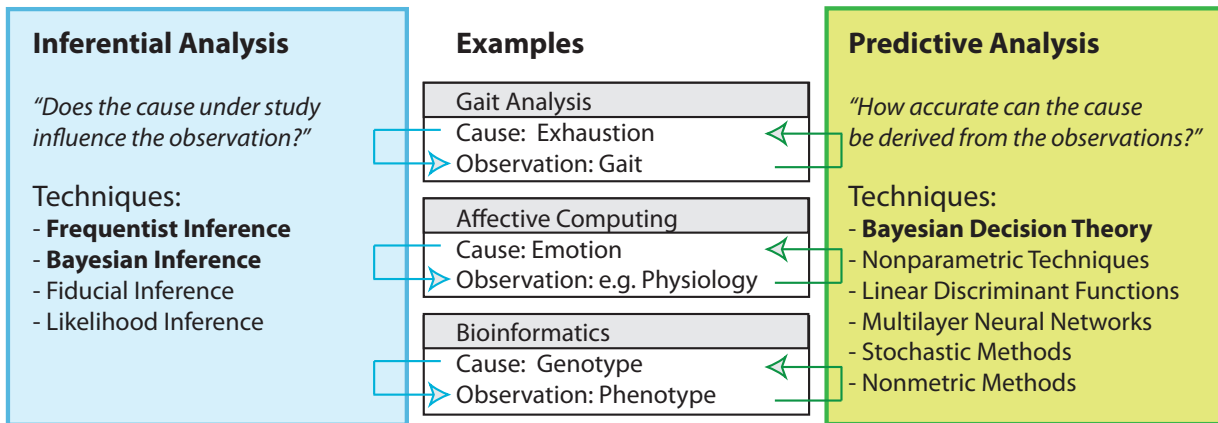 Inferential Analysis
"Does the cause under study
influence the observation?"
Techniques:
- Frequentist Inference
- Bayesian Inference
- Fiducial Inference
- Likelihood Inference
Examples
Gait Analysis
Cause: Exhaustion
Observation: Gait
Affective Computing
Cause: Emotion
Observation: e.g. Physiology
Bioinformatics
Cause: Genotype
Observation: Phenotype
Predictive Analysis
"How accurate can the cause
be derived from the observations?"
Techniques:
- Bayesian Decision Theory
- Nonparametric Techniques
- Linear Discriminant Functions
- Multilayer Neural Networks
- Stochastic Methods
- Nonmetric Methods